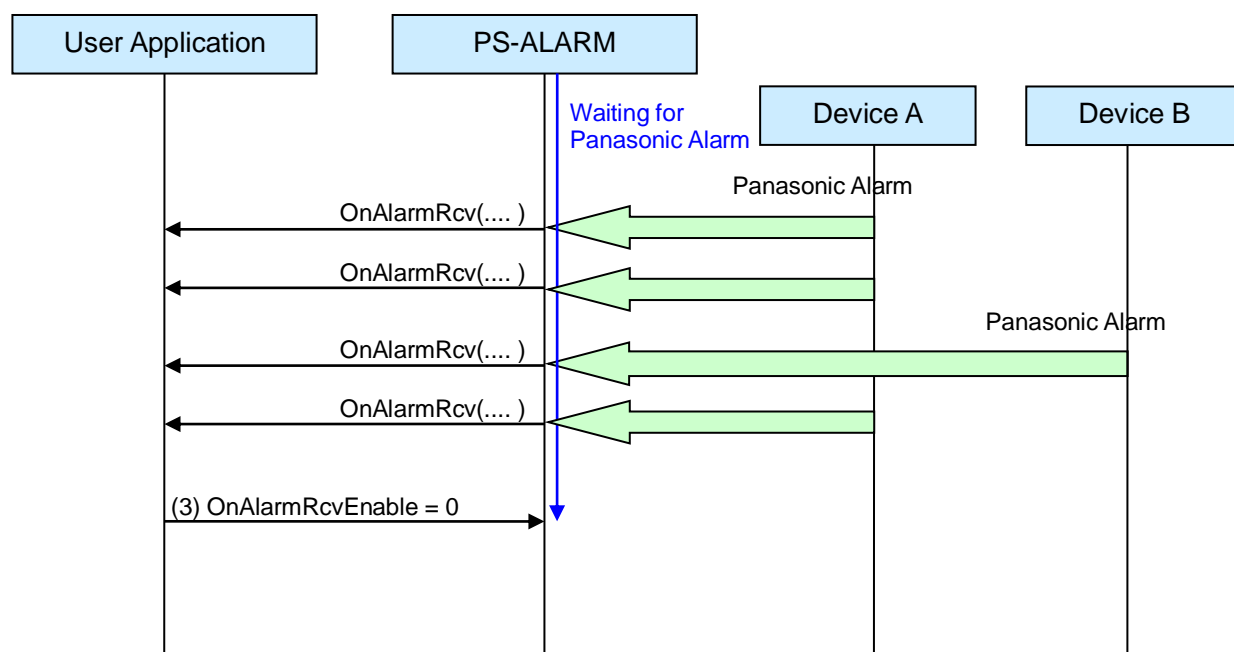 User Application
PS-ALARM
Waiting for
Panasonic Alarm
Device A
Device B
Panasonic Alarm
OnAlarmRcv(.... )
OnAlarmRcv(.... )
Panasonic Alarm
OnAlarmRcv(.... )
OnAlarmRcv(.... )
(3) OnAlarmRcvEnable = 0